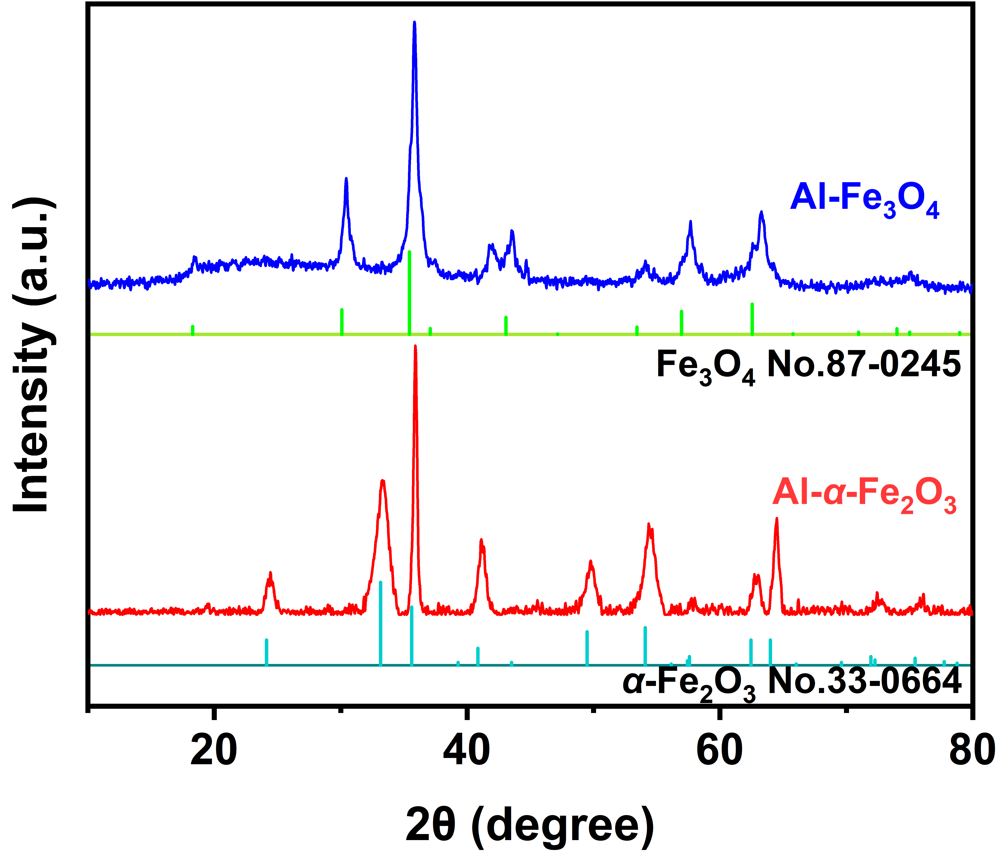 Intensity (a.u.)
Al-Fe₃O₄
Fe₃O₄ No.87-0245
Al-α-Fe₂O₃
α-Fe₂O₃ No.33-0664
20 40 60 80
2θ (degree)